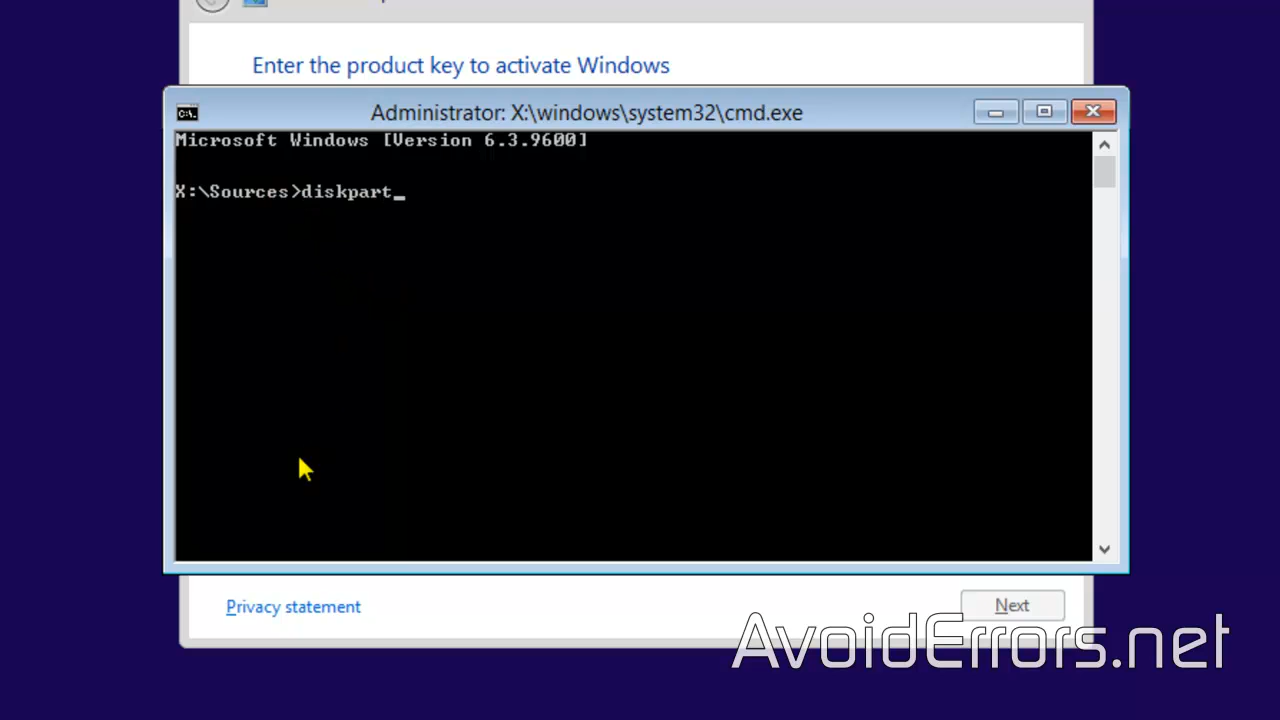 Enter the product key to activate Windows
Administrator: X:\windows\system32\cmd.exe
Microsoft Windows [Version 6.3.9600]
X:\Sources>diskpart_
Privacy statement
Next
AvoidErrors.net